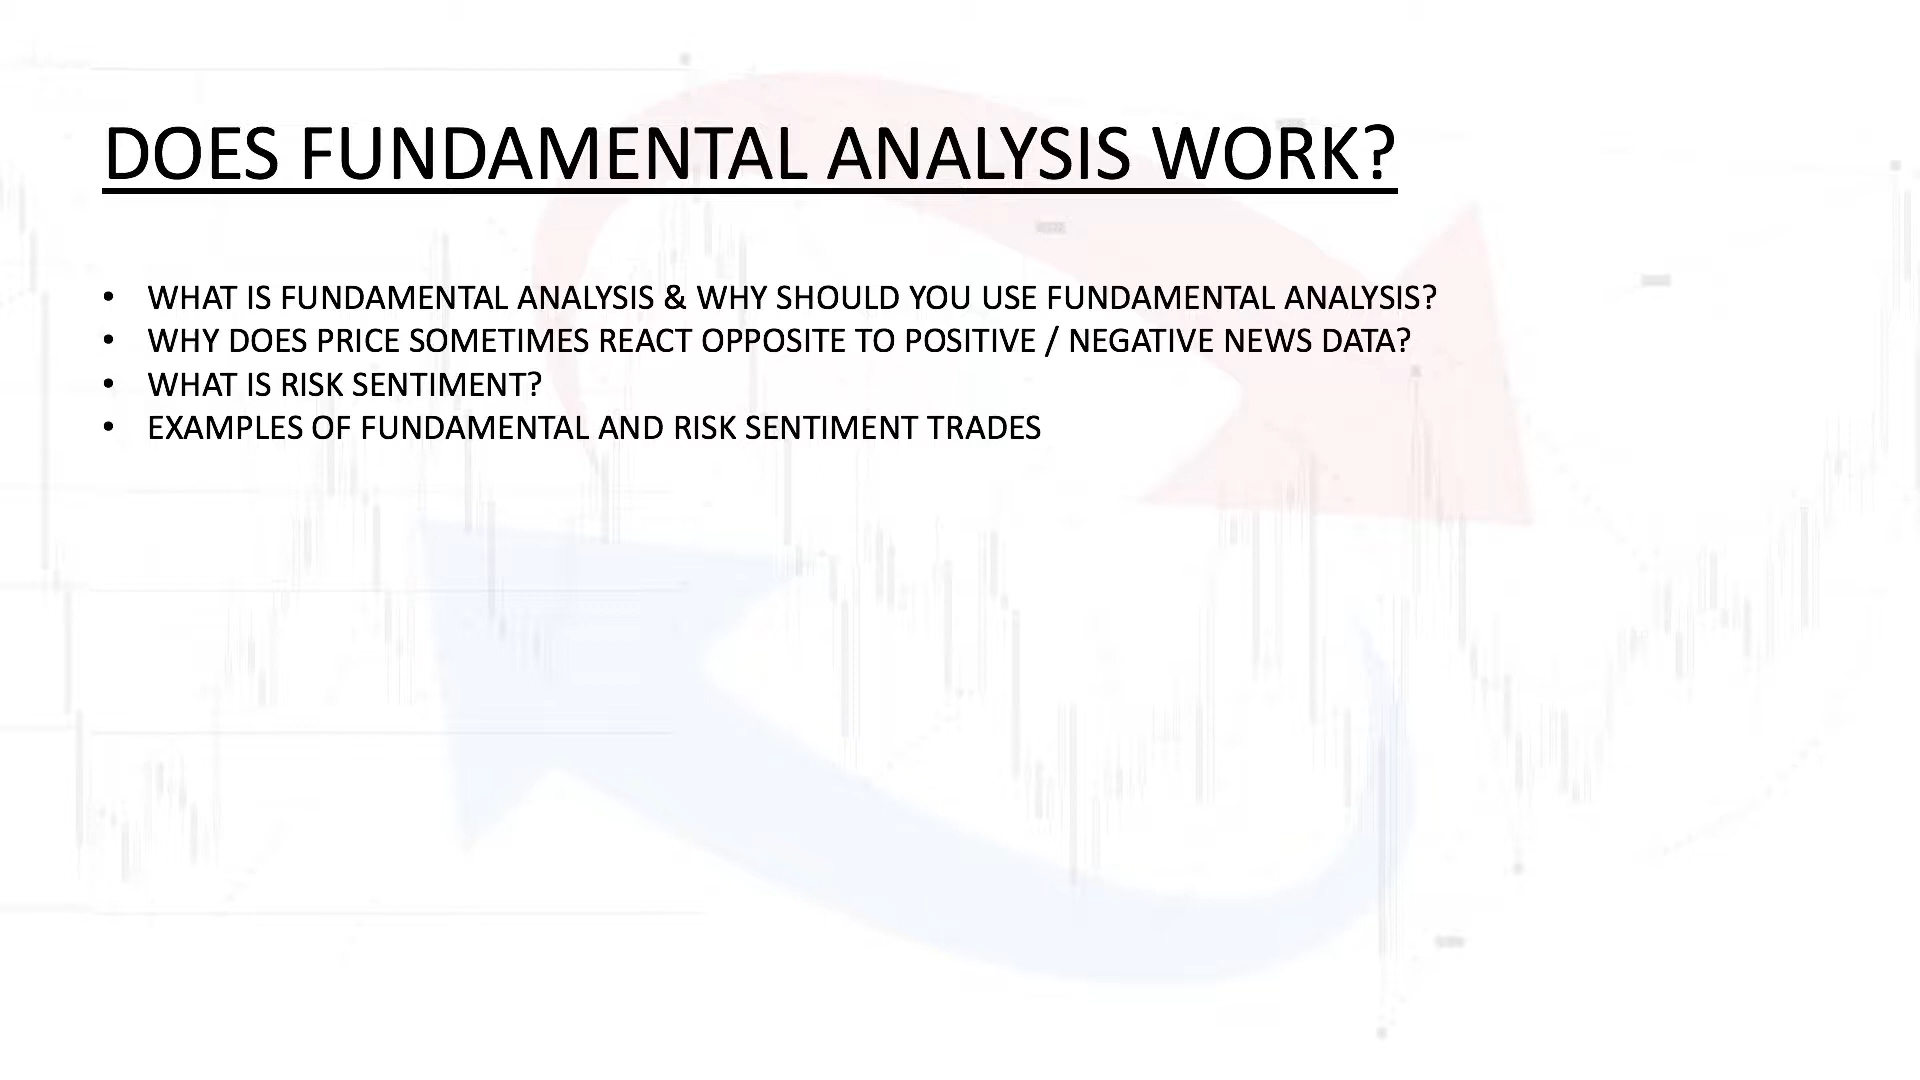 DOES FUNDAMENTAL ANALYSIS WORK?
• WHAT IS FUNDAMENTAL ANALYSIS & WHY SHOULD YOU USE FUNDAMENTAL ANALYSIS?
• WHY DOES PRICE SOMETIMES REACT OPPOSITE TO POSITIVE / NEGATIVE NEWS DATA?
• WHAT IS RISK SENTIMENT?
• EXAMPLES OF FUNDAMENTAL AND RISK SENTIMENT TRADES